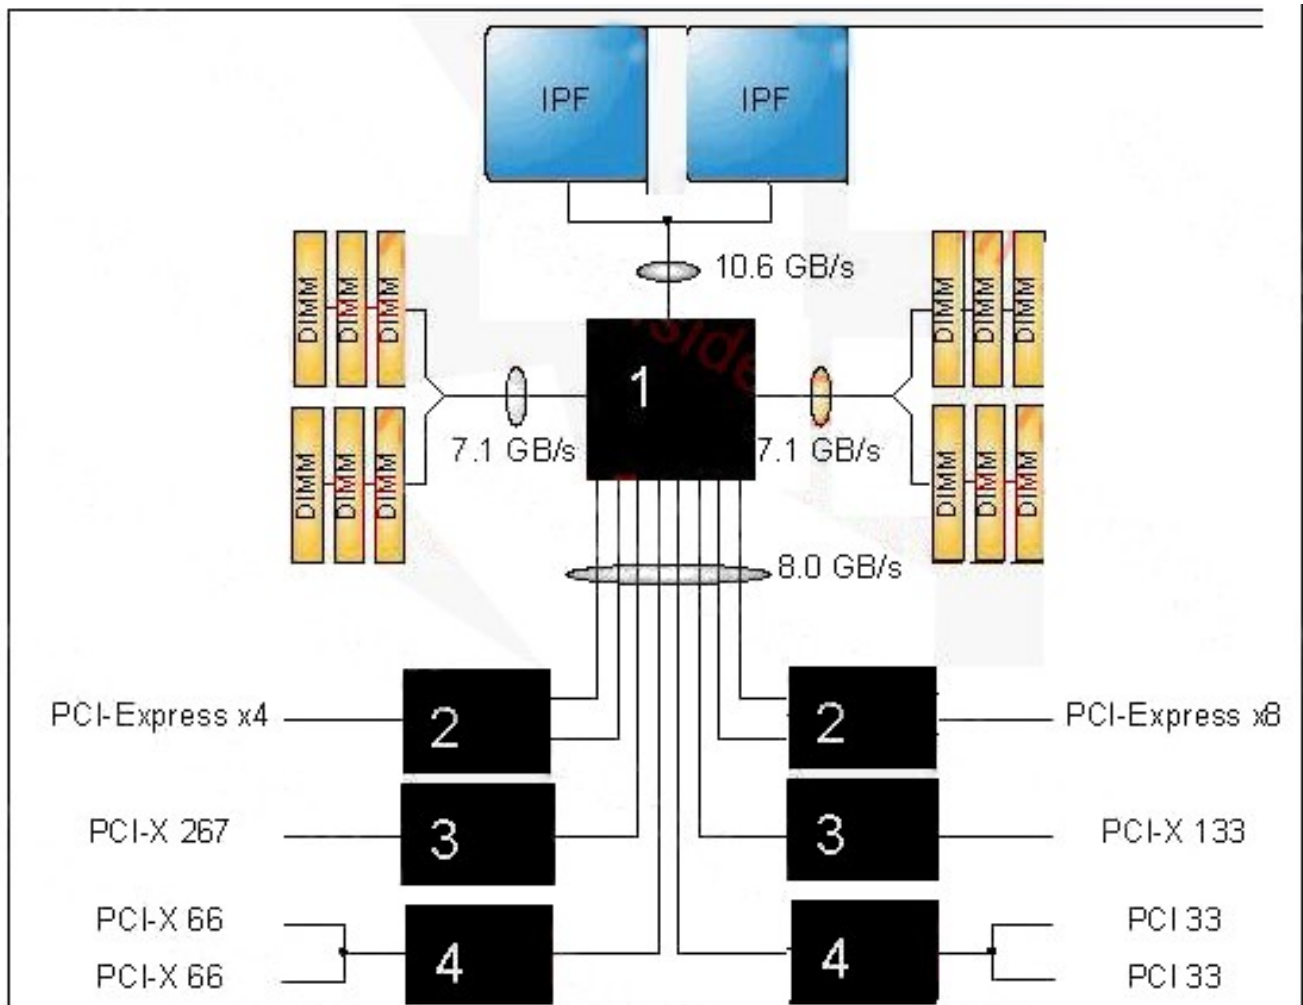 IPF IPF
10.6 GB/s
DIMM DIMM DIMM DIMM DIMM DIMM
1
7.1 GB/s 7.1 GB/s
DIMM DIMM DIMM DIMM DIMM DIMM
8.0 GB/s
PCI-Express x4 2 2 PCI-Express x8
PCI-X 267 3 3 PCI-X 133
PCI-X 66 PCI 33
4 4
PCI-X 66 PCI 33